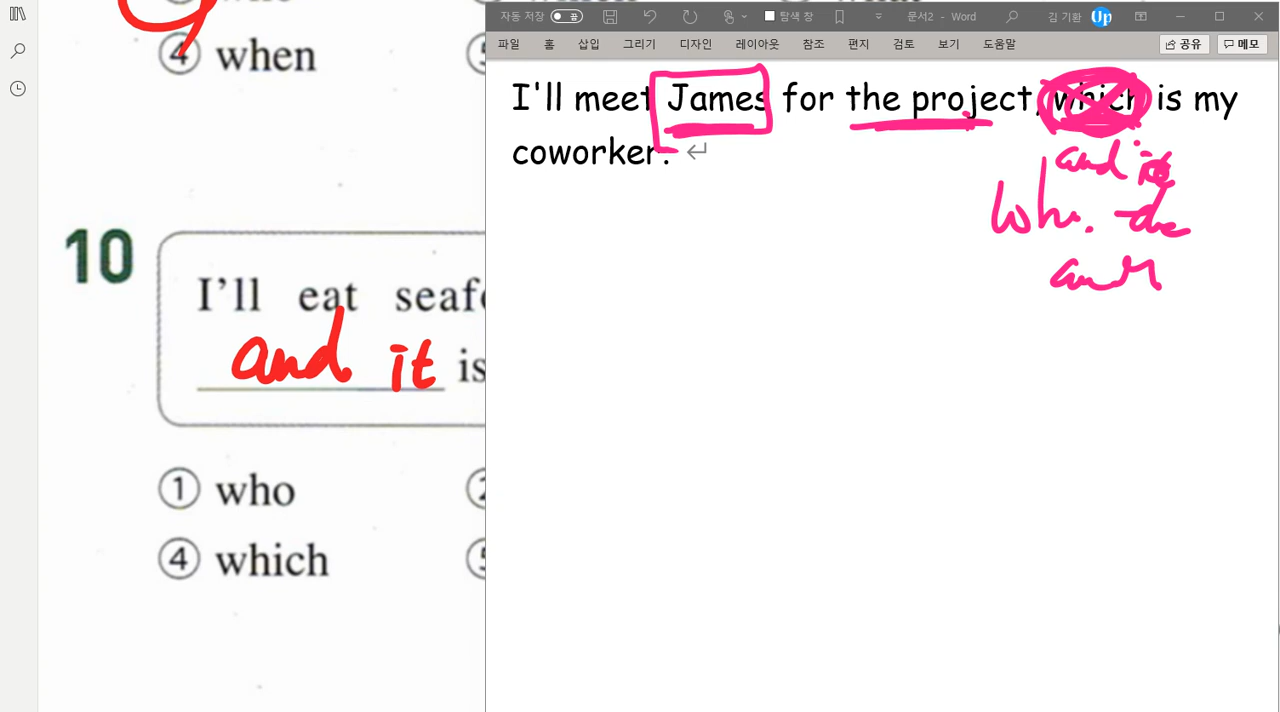 ④ when
10
I'll eat seaf
and it is
① who
④ which
자동 저장 끔
탐색 창
문서2 - Word
김 기환
Up
파일 홈 삽입 그리기 디자인 레이아웃 참조 편지 검토 보기 도움말 공유 메모
I'll meet James for the project, which is my
coworker.
and it